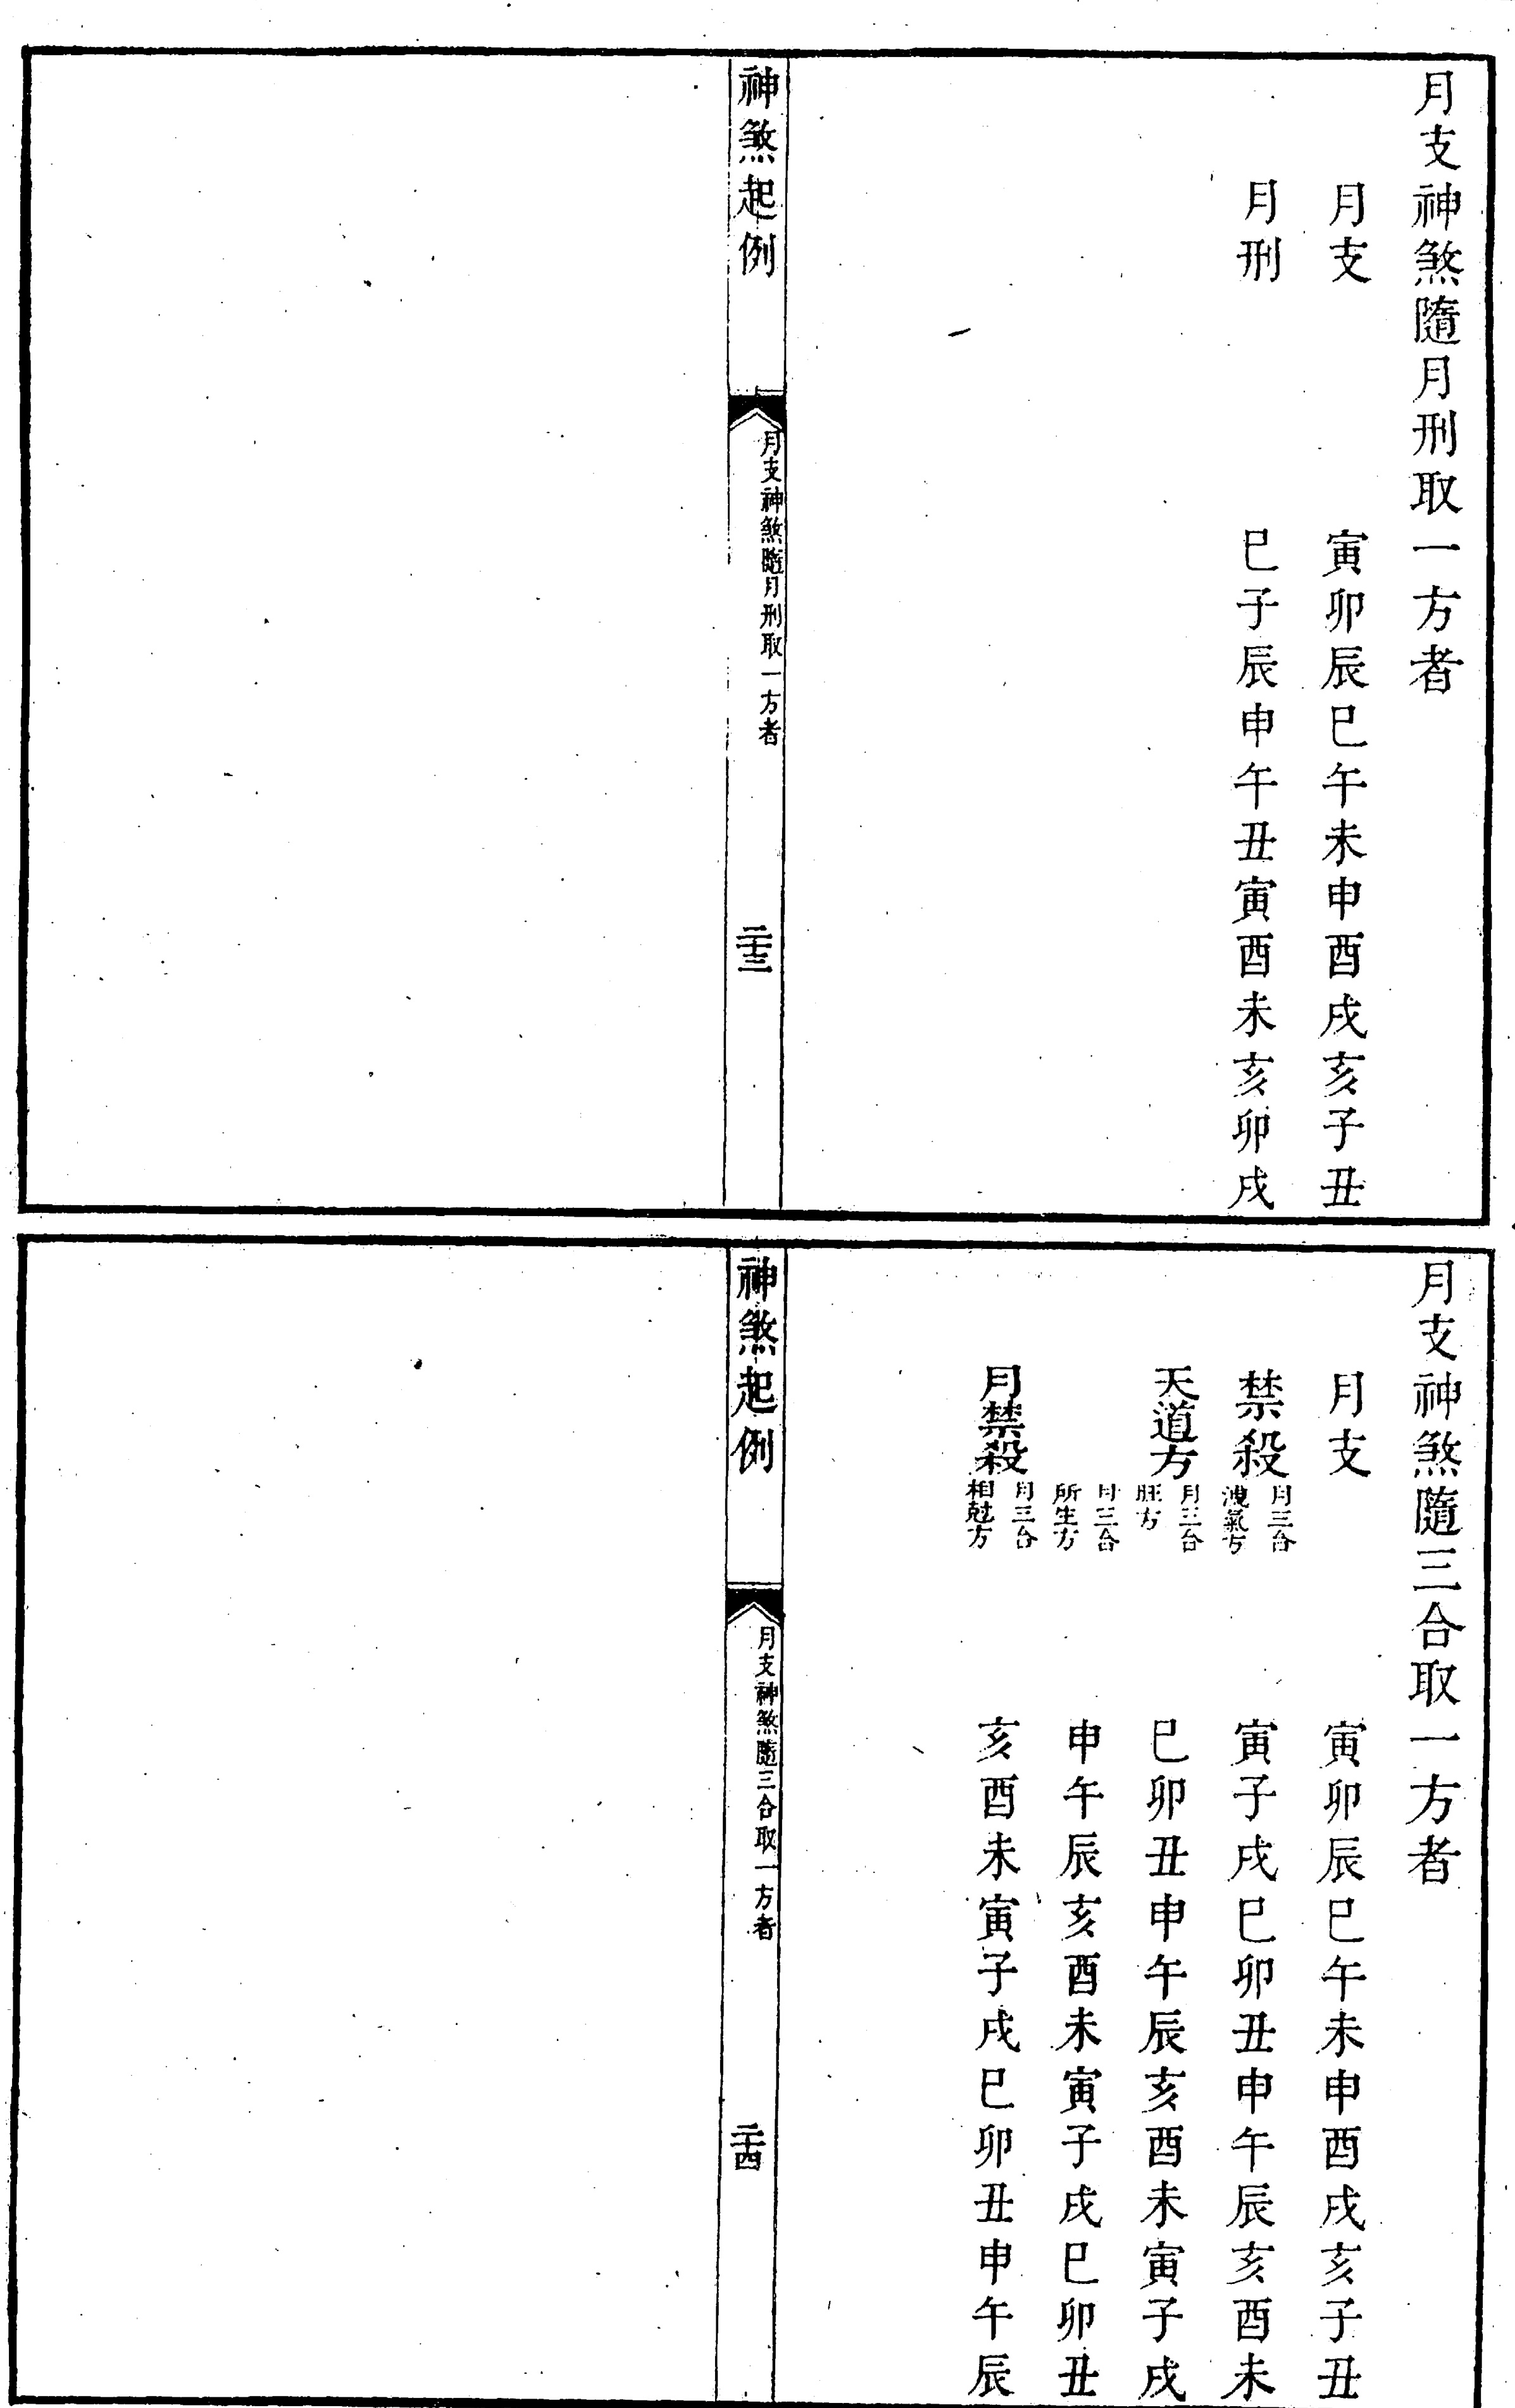 月支神煞隨月刑取一方者
月支 寅卯辰巳午未申酉戌亥子丑
月刑 巳子辰申午丑寅酉未亥卯戌
神煞起例 月支神煞隨月刑取一方者 二十三
月支神煞隨三合取一方者
月支 寅卯辰巳午未申酉戌亥子丑
禁殺 月三合洩氣方 寅子戌巳卯丑申午辰亥酉未
天道方 月三合旺方 巳卯丑申午辰亥酉未寅子戌
月三合所生方 申午辰亥酉未寅子戌巳卯丑
月禁殺 月三合相尅方 亥酉未寅子戌巳卯丑申午辰
神煞起例 月支神煞隨三合取一方者 二十四